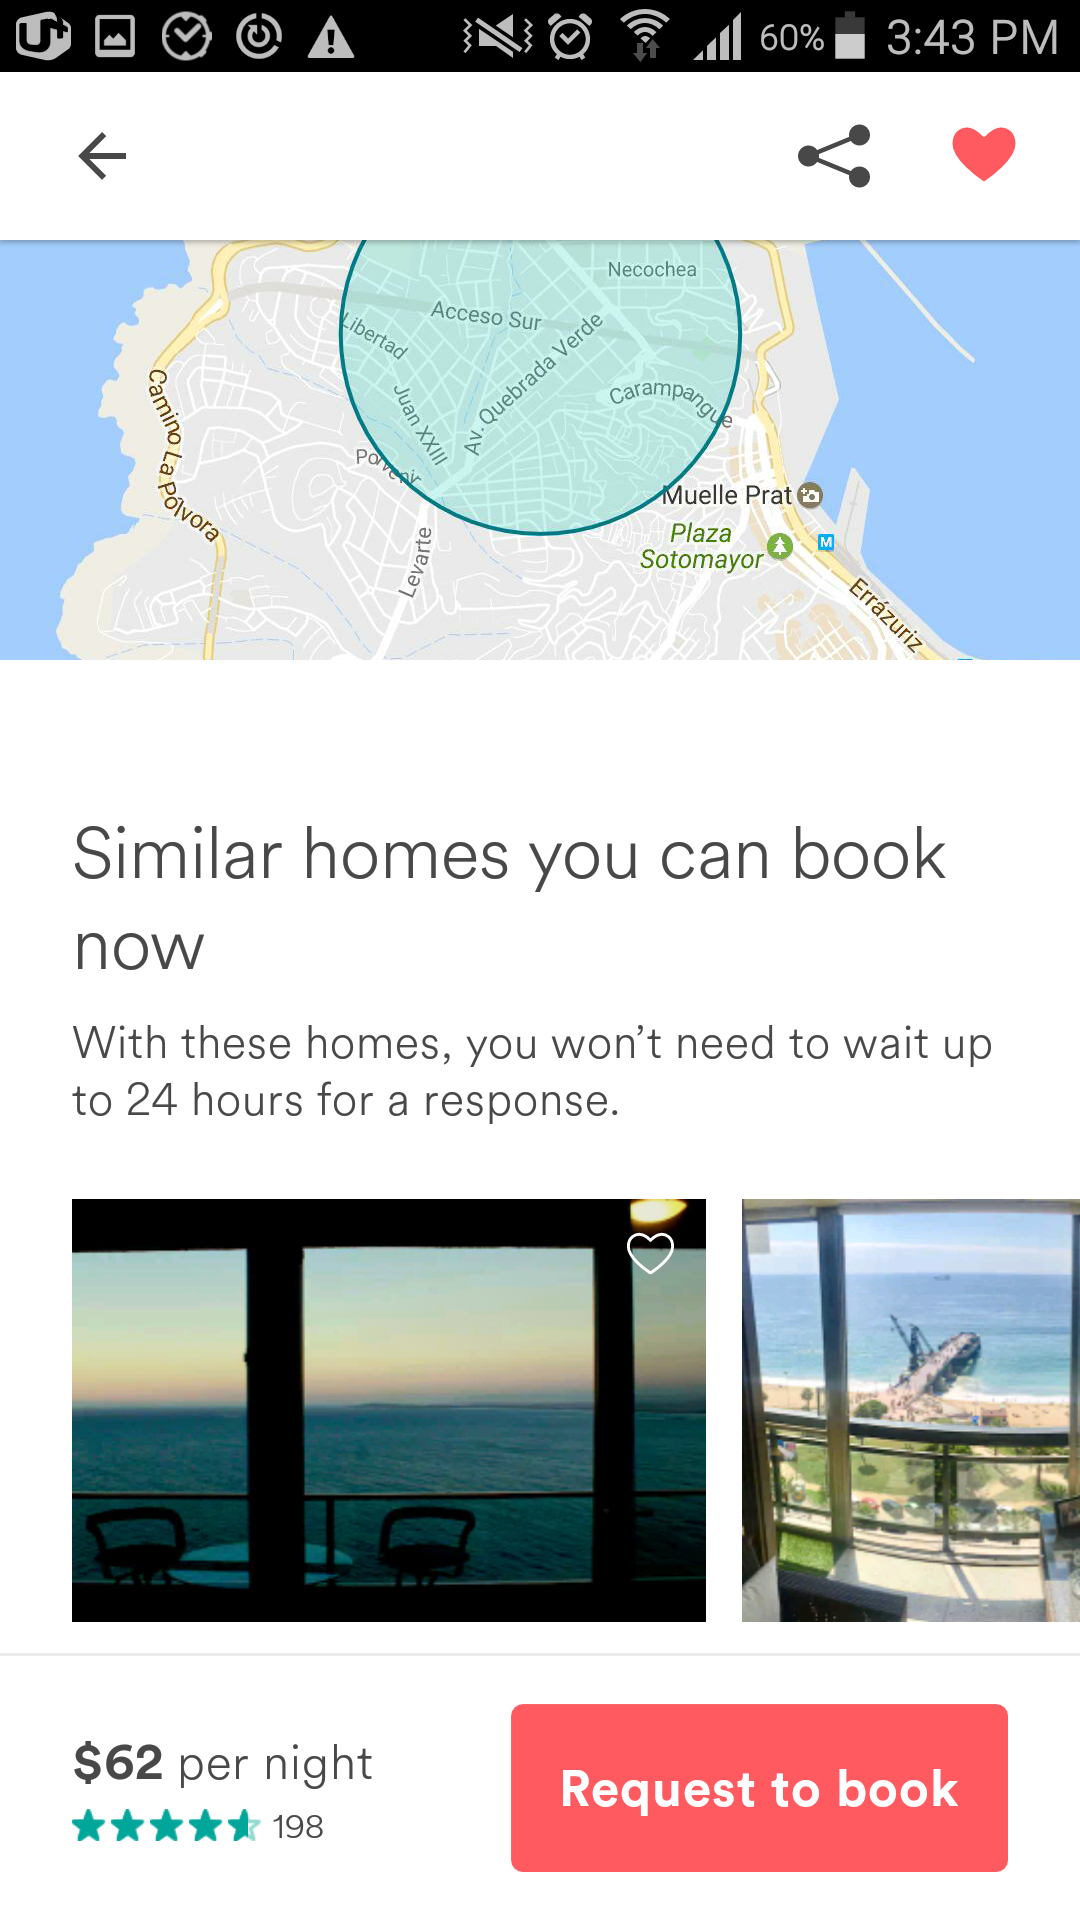 U+
60% 3:43 PM
Necochea
Acceso Sur
Libertad
Av. Quebrada Verde
Juan XXIII
Carampangue
Camino La Pólvora
Porvenir
Muelle Prat
Plaza
Sotomayor
M
Levarte
Errázuriz
Similar homes you can book
now
With these homes, you won’t need to wait up
to 24 hours for a response.
$62 per night
198
Request to book